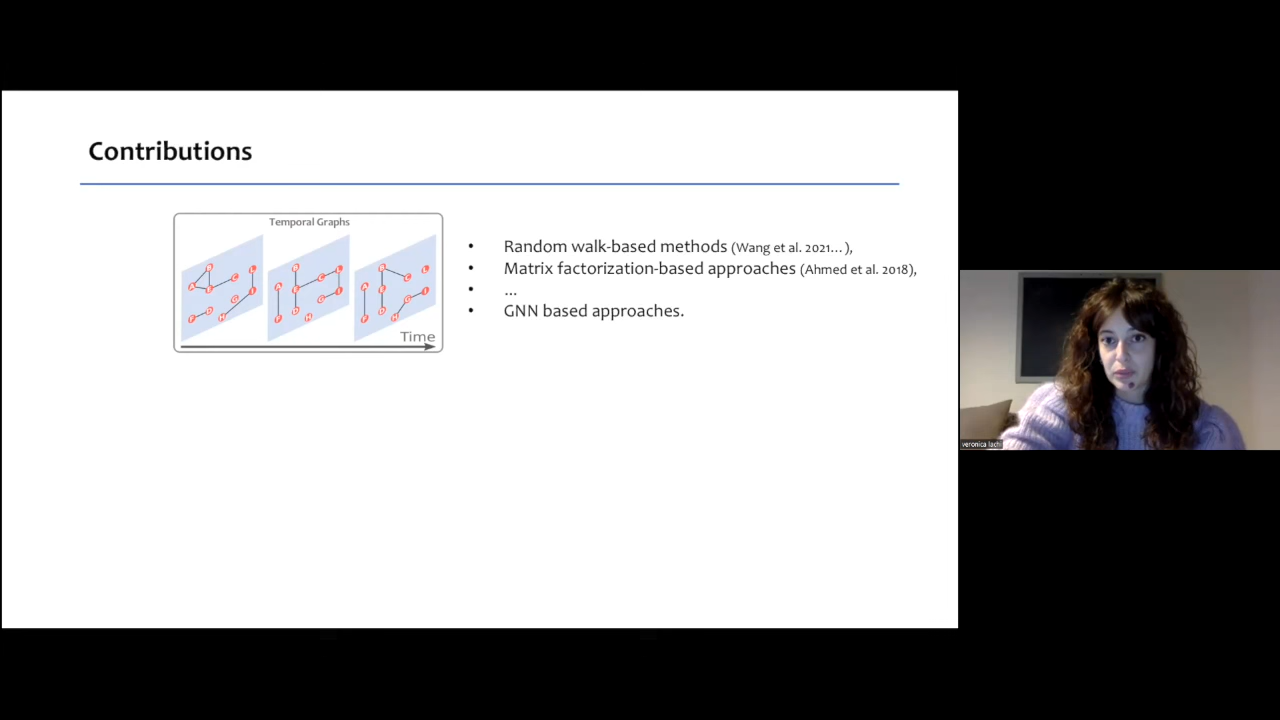 Contributions
Temporal Graphs
B
A
E
C
L
I
G
D
F
H
B
A
E
C
L
I
G
D
F
H
B
A
E
C
L
I
G
D
F
H
Time
• Random walk-based methods (Wang et al. 2021… ),
• Matrix factorization-based approaches (Ahmed et al. 2018),
• …
• GNN based approaches.
veronica lachi